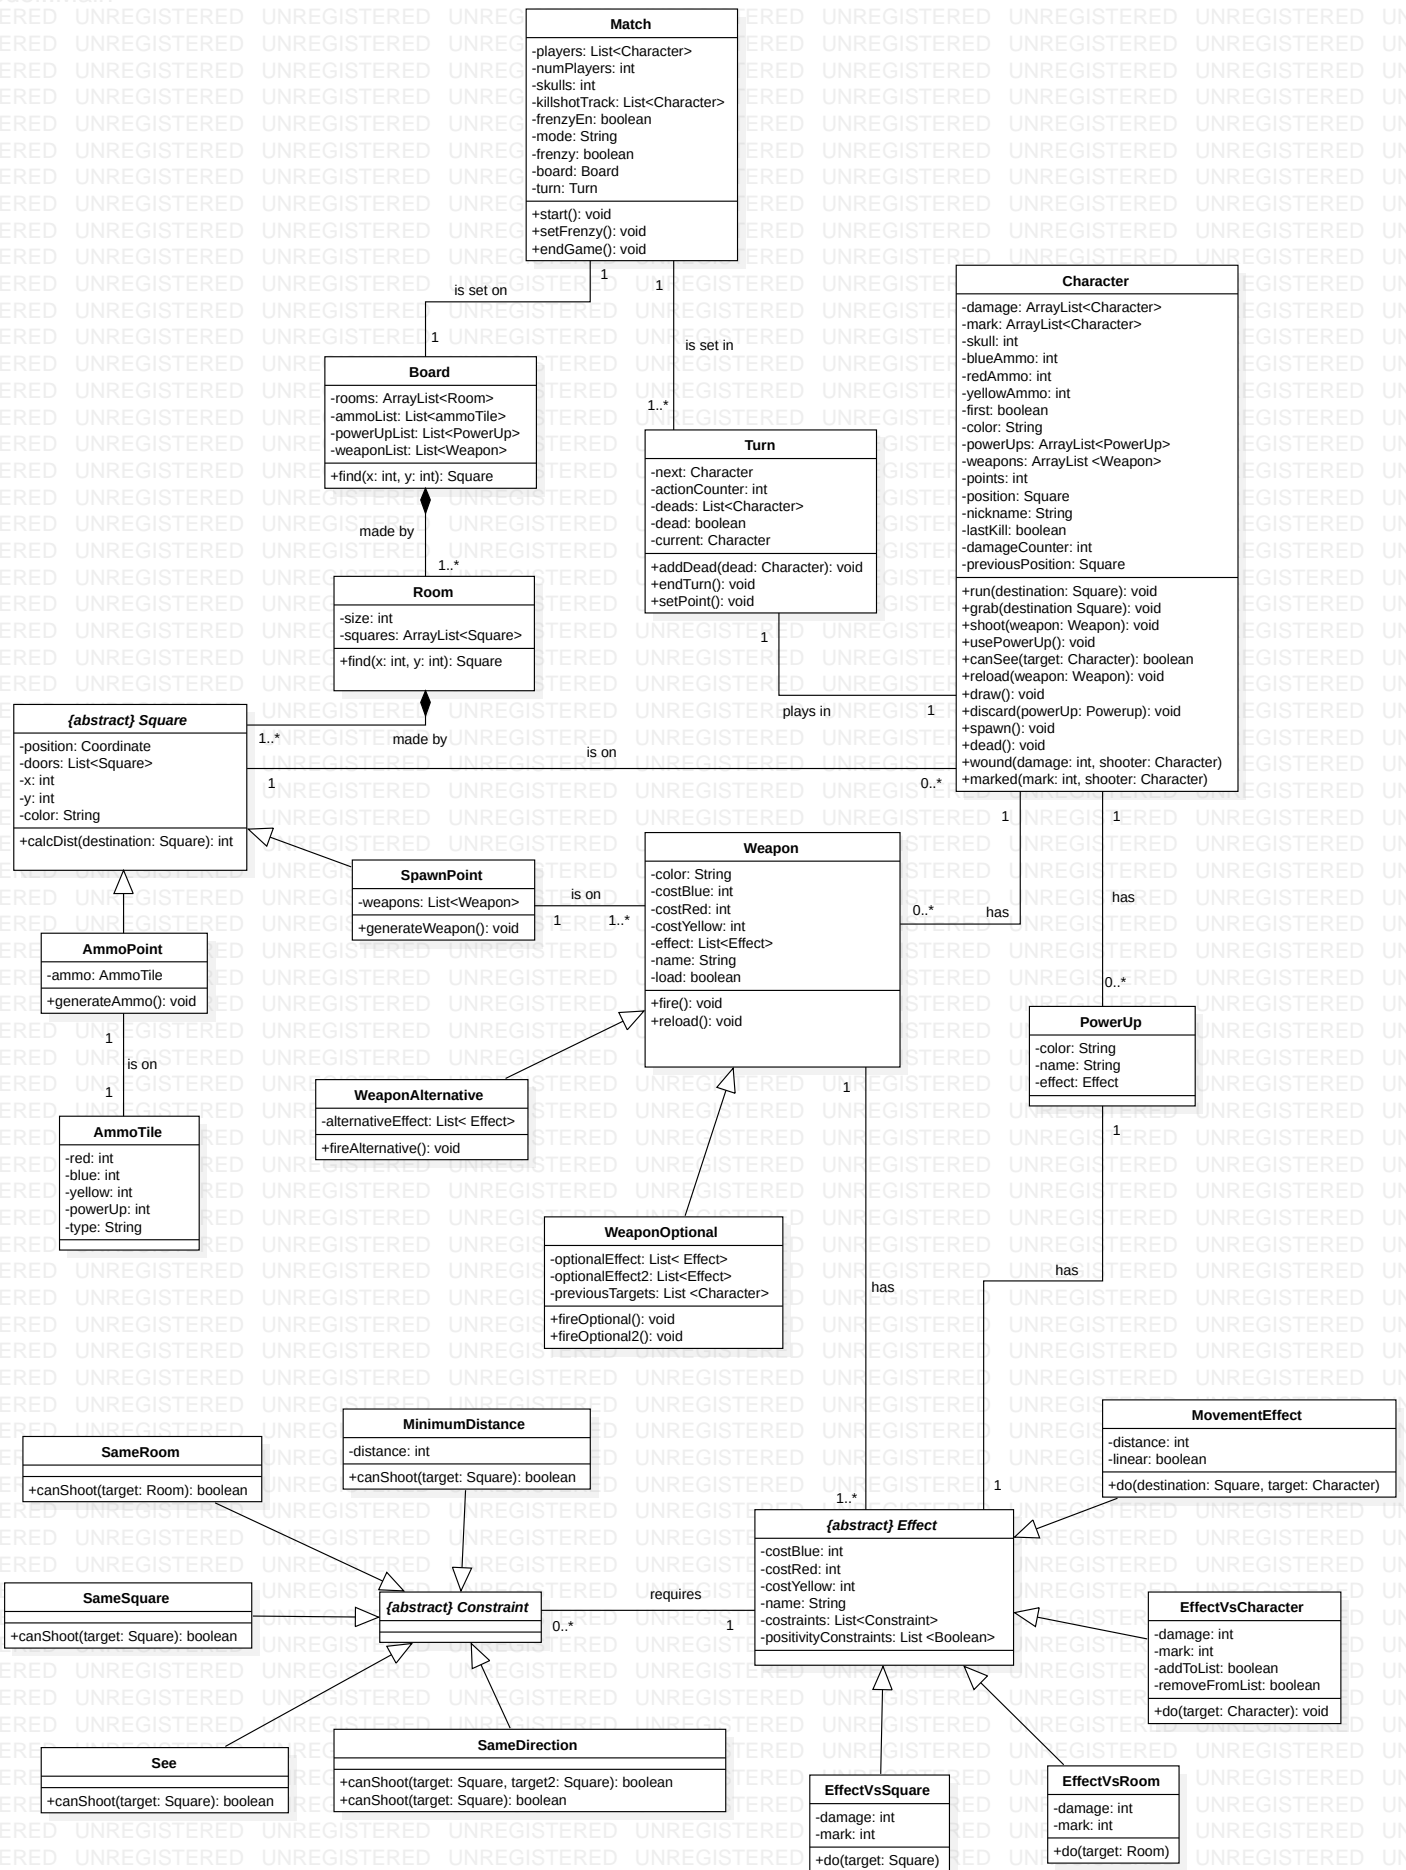 Match
-players: List<Character>
-numPlayers: int
-skulls: int
-killshotTrack: List<Character>
-frenzyEn: boolean
-mode: String
-frenzy: boolean
-board: Board
-turn: Turn
+start(): void
+setFrenzy(): void
+endGame(): void
1
is set on
1
1
is set in
1..*
Character
-damage: ArrayList<Character>
-mark: ArrayList<Character>
-skull: int
-blueAmmo: int
-redAmmo: int
-yellowAmmo: int
-first: boolean
-color: String
-powerUps: ArrayList<PowerUp>
-weapons: ArrayList <Weapon>
-points: int
-position: Square
-nickname: String
-lastKill: boolean
-damageCounter: int
-previousPosition: Square
+run(destination: Square): void
+grab(destination Square): void
+shoot(weapon: Weapon): void
+usePowerUp(): void
+canSee(target: Character): boolean
+reload(weapon: Weapon): void
+draw(): void
+discard(powerUp: Powerup): void
+spawn(): void
+dead(): void
+wound(damage: int, shooter: Character)
+marked(mark: int, shooter: Character)
Board
-rooms: ArrayList<Room>
-ammoList: List<ammoTile>
-powerUpList: List<PowerUp>
-weaponList: List<Weapon>
+find(x: int, y: int): Square
made by
1..*
Turn
-next: Character
-actionCounter: int
-deads: List<Character>
-dead: boolean
-current: Character
+addDead(dead: Character): void
+endTurn(): void
+setPoint(): void
1
plays in
1
Room
-size: int
-squares: ArrayList<Square>
+find(x: int, y: int): Square
1..*
made by
{abstract} Square
-position: Coordinate
-doors: List<Square>
-x: int
-y: int
-color: String
+calcDist(destination: Square): int
is on
1
0..*
SpawnPoint
-weapons: List<Weapon>
+generateWeapon(): void
is on
1
1..*
Weapon
-color: String
-costBlue: int
-costRed: int
-costYellow: int
-effect: List<Effect>
-name: String
-load: boolean
+fire(): void
+reload(): void
1
0..*
has
1
has
0..*
AmmoPoint
-ammo: AmmoTile
+generateAmmo(): void
1
is on
1
AmmoTile
-red: int
-blue: int
-yellow: int
-powerUp: int
-type: String
PowerUp
-color: String
-name: String
-effect: Effect
1
has
1
WeaponAlternative
-alternativeEffect: List< Effect>
+fireAlternative(): void
1
has
1..*
WeaponOptional
-optionalEffect: List< Effect>
-optionalEffect2: List<Effect>
-previousTargets: List <Character>
+fireOptional(): void
+fireOptional2(): void
MinimumDistance
-distance: int
+canShoot(target: Square): boolean
SameRoom
+canShoot(target: Room): boolean
MovementEffect
-distance: int
-linear: boolean
+do(destination: Square, target: Character)
SameSquare
+canShoot(target: Square): boolean
{abstract} Constraint
requires
0..*
1
{abstract} Effect
-costBlue: int
-costRed: int
-costYellow: int
-name: String
-costraints: List<Constraint>
-positivityConstraints: List <Boolean>
EffectVsCharacter
-damage: int
-mark: int
-addToList: boolean
-removeFromList: boolean
+do(target: Character): void
See
+canShoot(target: Square): boolean
SameDirection
+canShoot(target: Square, target2: Square): boolean
+canShoot(target: Square): boolean
EffectVsSquare
-damage: int
-mark: int
+do(target: Square)
EffectVsRoom
-damage: int
-mark: int
+do(target: Room)